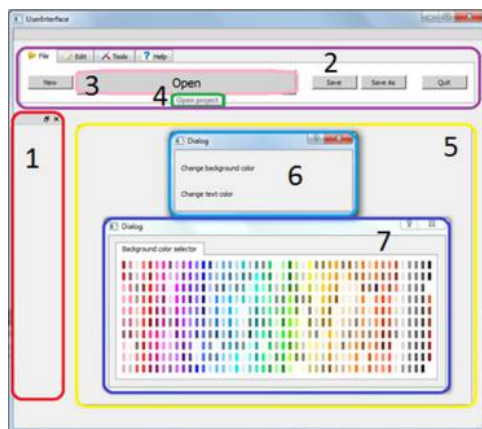 UserInterface
File Edit Tools ? Help
2
New 3 Open Save Save As Quit
4 Open project
1
5
Dialog
Change background color
6
Change text color
Dialog
7
Background color selector